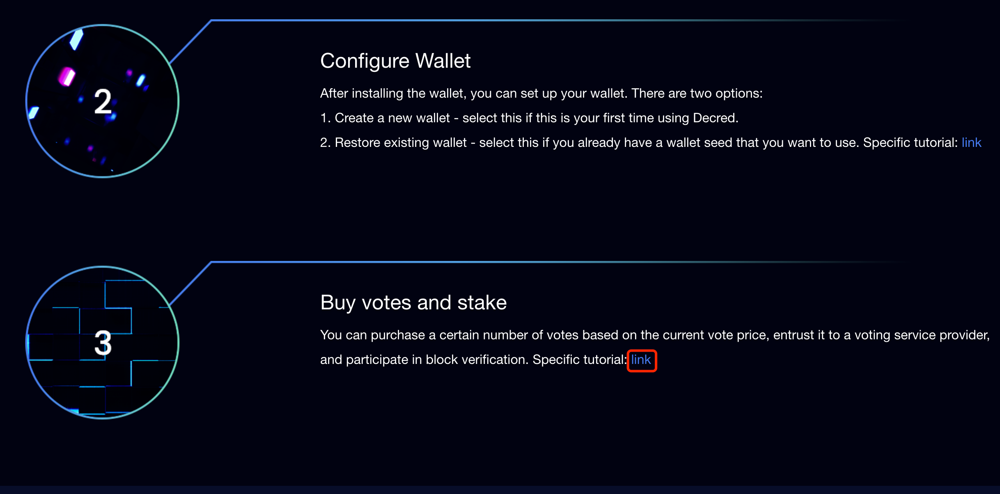 2
Configure Wallet
After installing the wallet, you can set up your wallet. There are two options:
1. Create a new wallet - select this if this is your first time using Decred.
2. Restore existing wallet - select this if you already have a wallet seed that you want to use. Specific tutorial: link
3
Buy votes and stake
You can purchase a certain number of votes based on the current vote price, entrust it to a voting service provider,
and participate in block verification. Specific tutorial: link